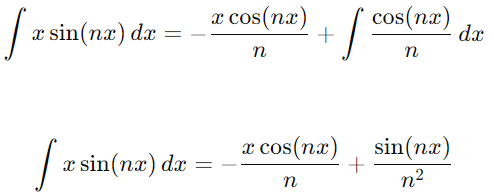 ∫ x sin(nx) dx = − x cos(nx)/n + ∫ cos(nx)/n dx
∫ x sin(nx) dx = − x cos(nx)/n + sin(nx)/n²